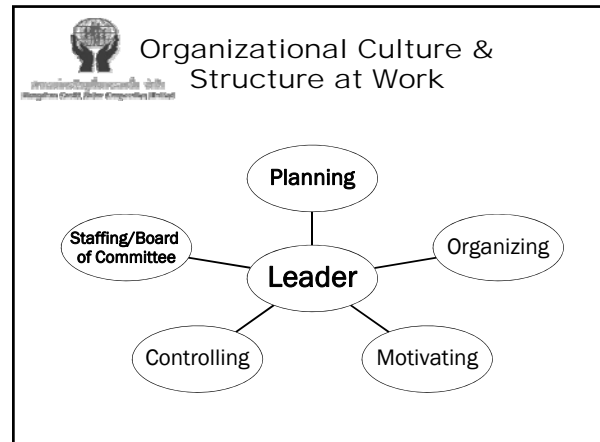 Organizational Culture &
Structure at Work
Planning
Staffing/Board
of Committee
Organizing
Leader
Controlling
Motivating